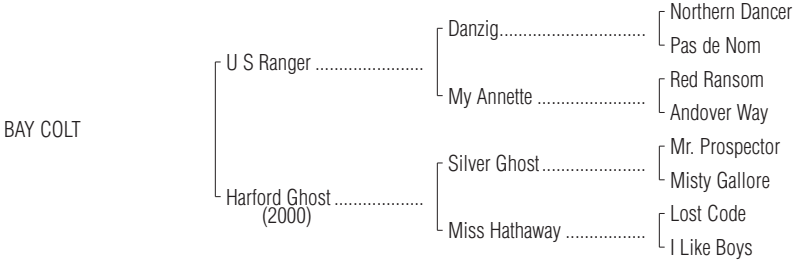 Northern Dancer
Danzig..............................
Pas de Nom
U S Ranger .......................
Red Ransom
My Annette .......................
Andover Way
BAY COLT
Mr. Prospector
Silver Ghost......................
Misty Gallore
Harford Ghost ...................
(2000)
Lost Code
Miss Hathaway .................
I Like Boys